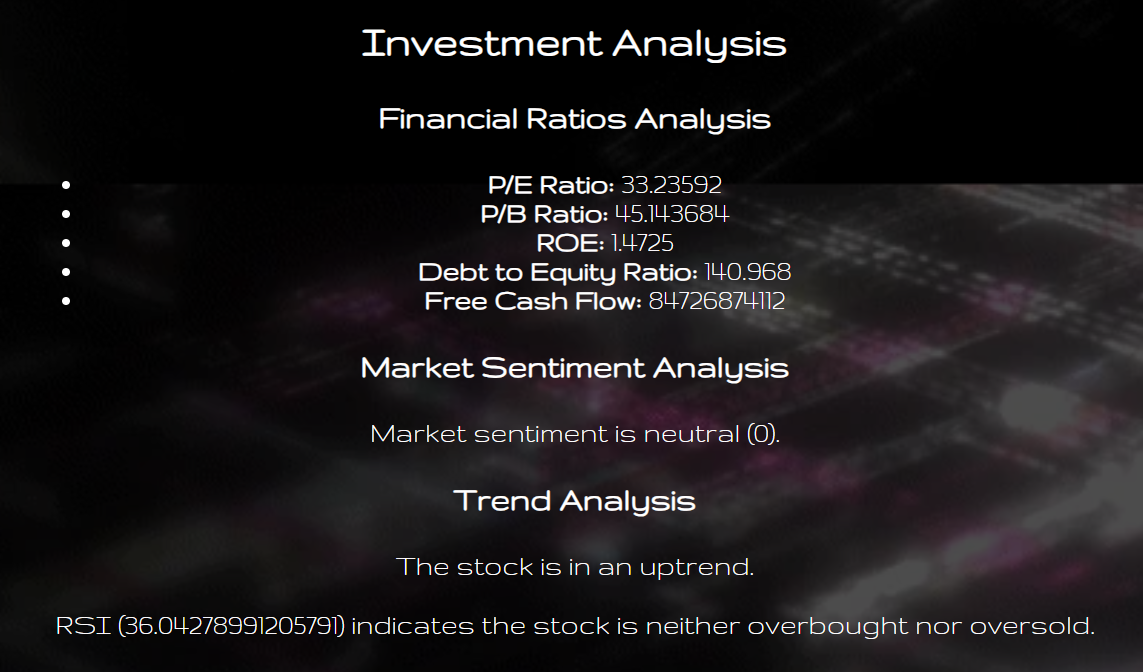 Investment Analysis
Financial Ratios Analysis
P/E Ratio: 33.23592
P/B Ratio: 45.143684
ROE: 1.4725
Debt to Equity Ratio: 140.968
Free Cash Flow: 84726874112
Market Sentiment Analysis
Market sentiment is neutral (0).
Trend Analysis
The stock is in an uptrend.
RSI (36.04278991205791) indicates the stock is neither overbought nor oversold.